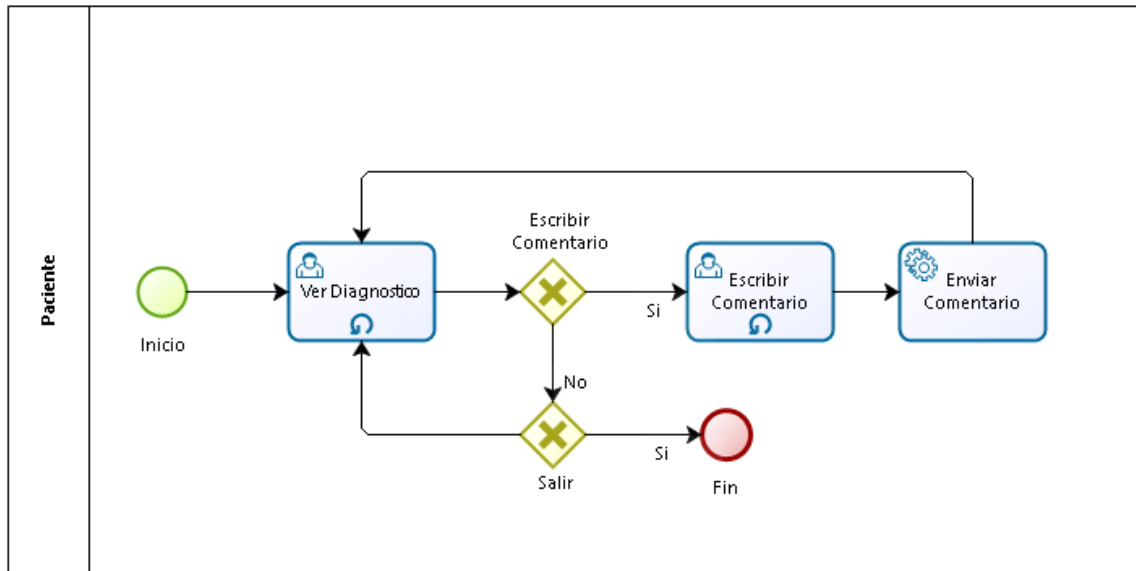 Paciente
Inicio
Ver Diagnostico
Escribir
Comentario
Si
Escribir
Comentario
Enviar
Comentario
No
Salir
Si
Fin